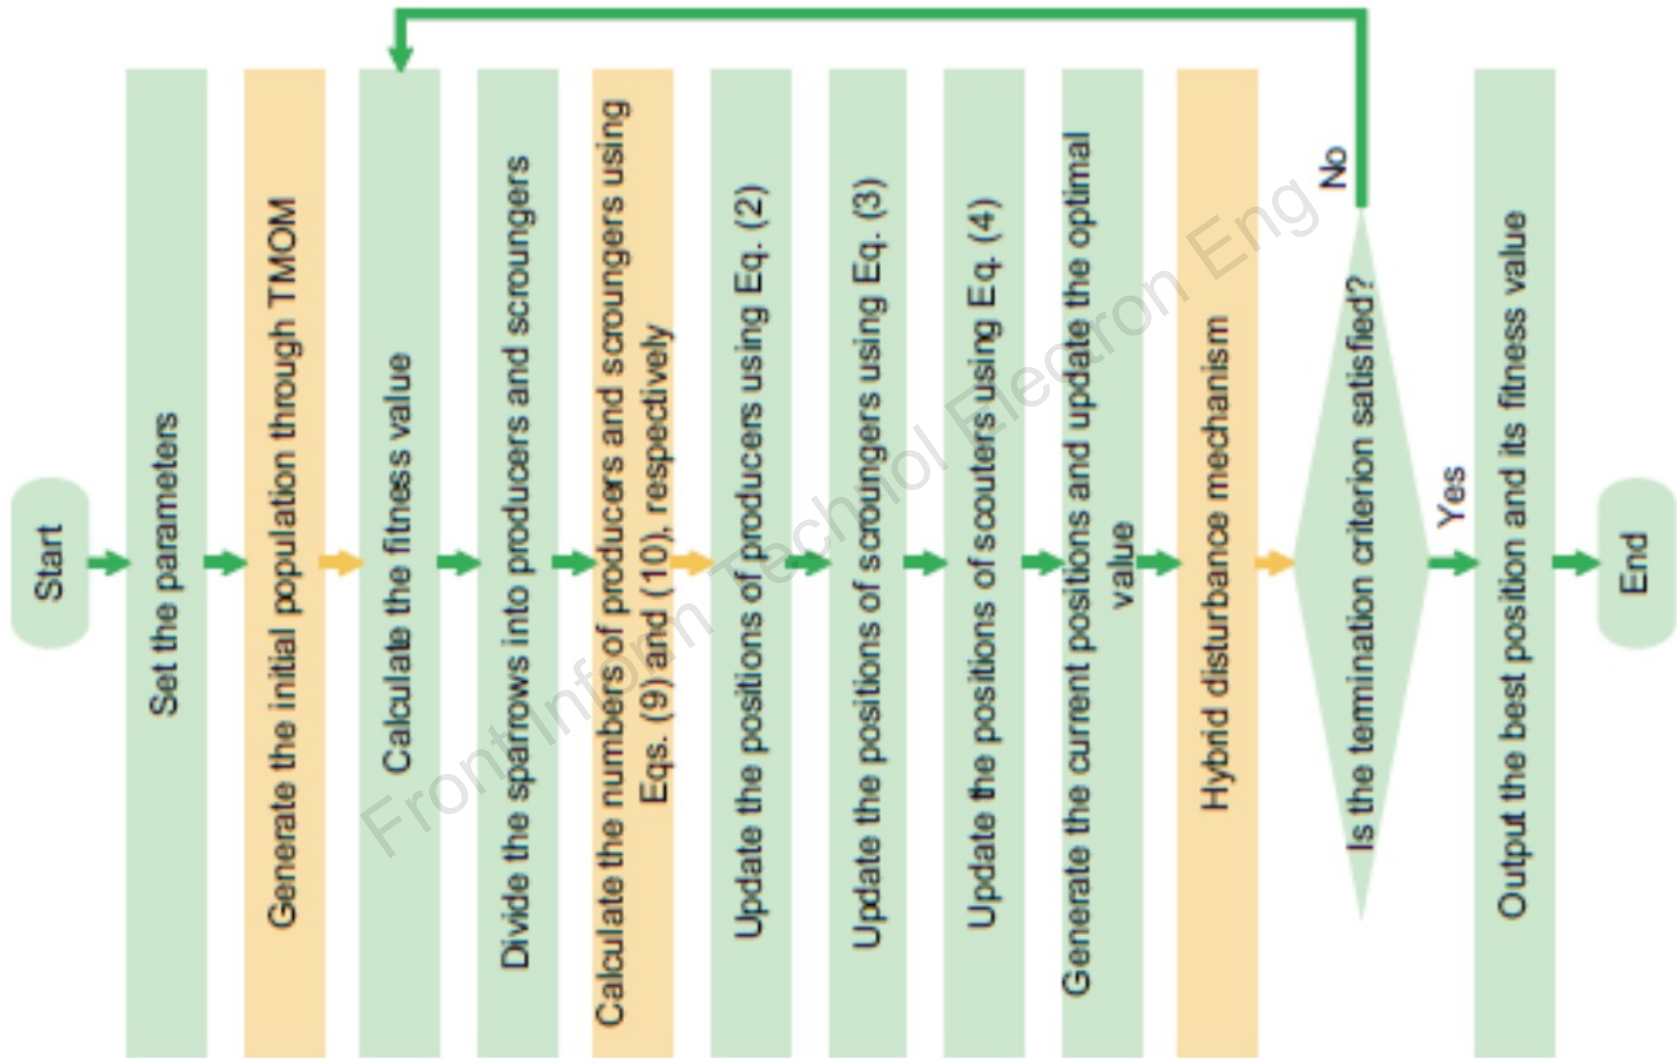 Start
Set the parameters
Generate the initial population through TMOM
Calculate the fitness value
Divide the sparrows into producers and scroungers
Calculate the numbers of producers and scroungers using
Eqs. (9) and (10), respectively
Update the positions of producers using Eq. (2)
Update the positions of scroungers using Eq. (3)
Update the positions of scouters using Eq. (4)
Generate the current positions and update the optimal
value
Hybrid disturbance mechanism
Is the termination criterion satisfied?
No
Yes
Output the best position and its fitness value
End
Front Inform Technol Electron Eng